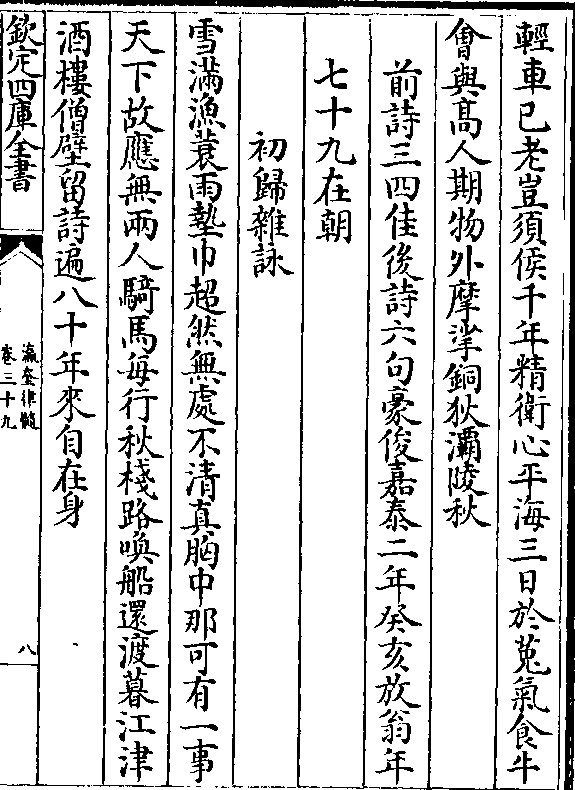 輕車已老豈須侯千年精衛心平海三日於菟氣食牛
會與髙人期物外摩挲銅狄灞陵秋
前詩三四佳後詩六句豪俊嘉泰二年癸亥放翁年
七十九在朝
初歸雜詠
雪滿漁蓑雨墊巾超然無處不清真胸中那可有一事
天下故應無兩人騎馬每行秋棧路喚船還渡暮江津
酒樓僧壁留詩遍八十年來自在身
欽定四庫全書
瀛奎律髓
卷三十九
八